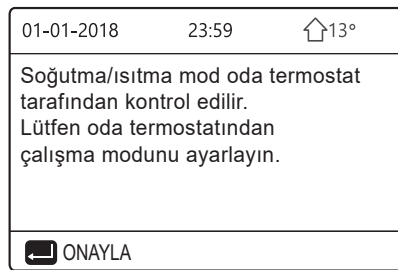 01-01-2018 23:59 13°
Soğutma/ısıtma mod oda termostat
tarafından kontrol edilir.
Lütfen oda termostatından
çalışma modunu ayarlayın.
ONAYLA